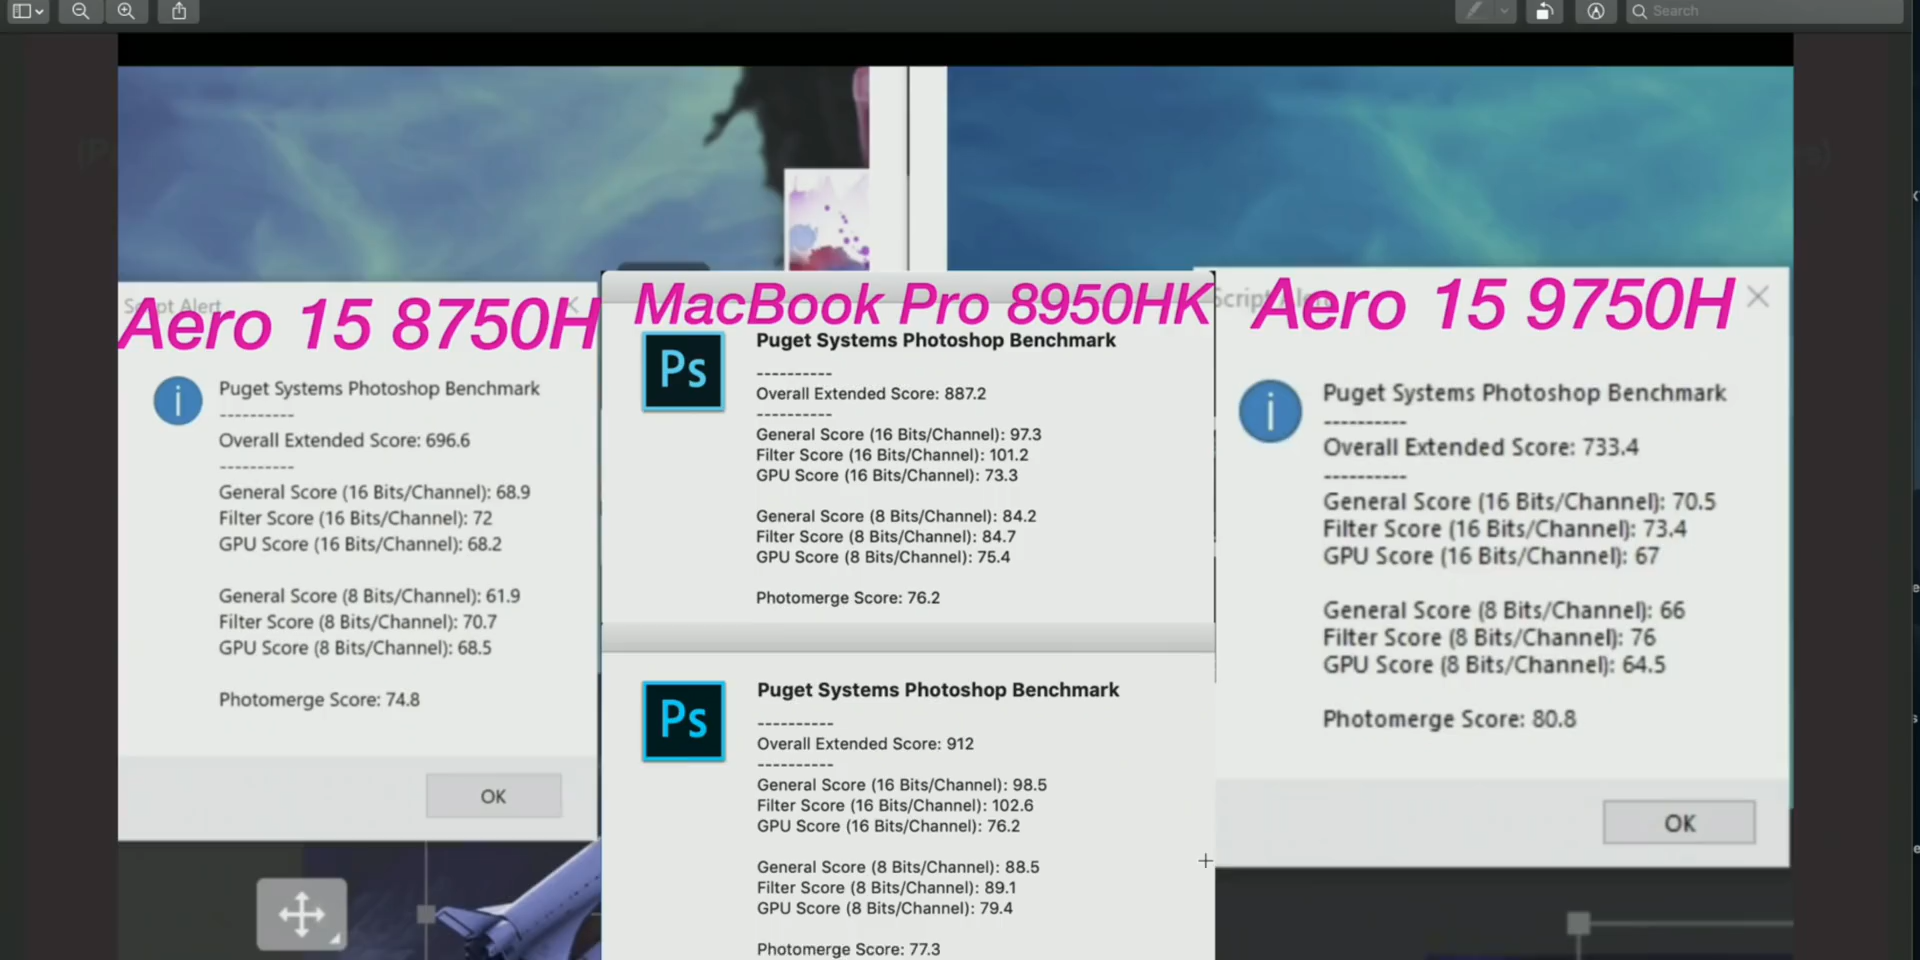 Search
Script Alert
Aero 15 8750H
Puget Systems Photoshop Benchmark
----------
Overall Extended Score: 696.6
----------
General Score (16 Bits/Channel): 68.9
Filter Score (16 Bits/Channel): 72
GPU Score (16 Bits/Channel): 68.2
General Score (8 Bits/Channel): 61.9
Filter Score (8 Bits/Channel): 70.7
GPU Score (8 Bits/Channel): 68.5
Photomerge Score: 74.8
OK
MacBook Pro 8950HK
Ps
Puget Systems Photoshop Benchmark
----------
Overall Extended Score: 887.2
----------
General Score (16 Bits/Channel): 97.3
Filter Score (16 Bits/Channel): 101.2
GPU Score (16 Bits/Channel): 73.3
General Score (8 Bits/Channel): 84.2
Filter Score (8 Bits/Channel): 84.7
GPU Score (8 Bits/Channel): 75.4
Photomerge Score: 76.2
Ps
Puget Systems Photoshop Benchmark
----------
Overall Extended Score: 912
----------
General Score (16 Bits/Channel): 98.5
Filter Score (16 Bits/Channel): 102.6
GPU Score (16 Bits/Channel): 76.2
General Score (8 Bits/Channel): 88.5
Filter Score (8 Bits/Channel): 89.1
GPU Score (8 Bits/Channel): 79.4
Photomerge Score: 77.3
Script
Aero 15 9750H
Puget Systems Photoshop Benchmark
----------
Overall Extended Score: 733.4
----------
General Score (16 Bits/Channel): 70.5
Filter Score (16 Bits/Channel): 73.4
GPU Score (16 Bits/Channel): 67
General Score (8 Bits/Channel): 66
Filter Score (8 Bits/Channel): 76
GPU Score (8 Bits/Channel): 64.5
Photomerge Score: 80.8
OK